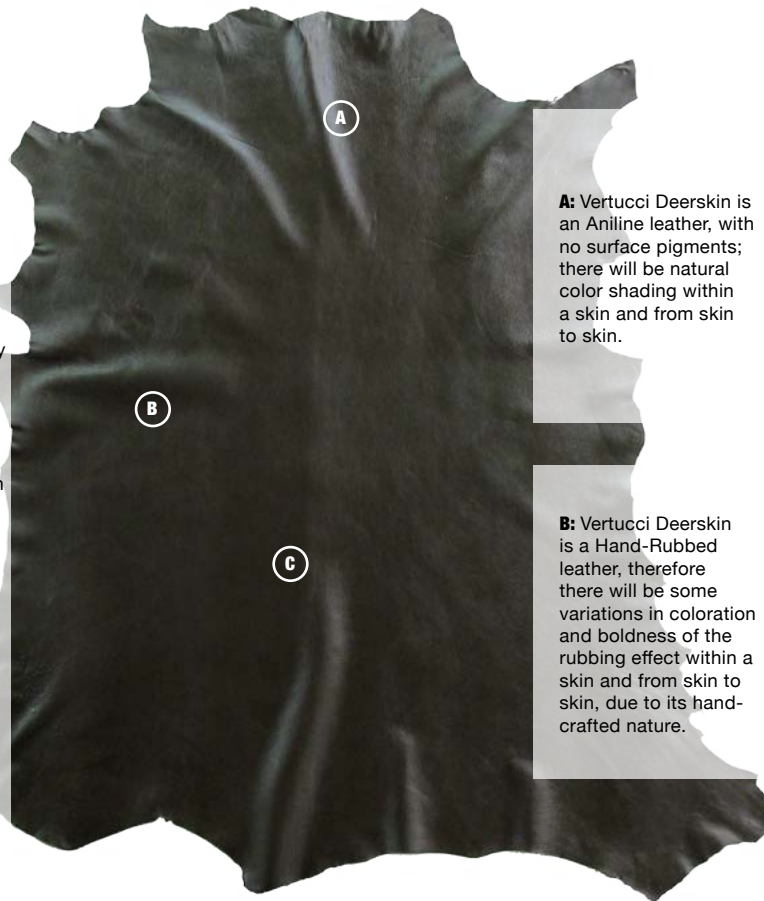 A
A: Vertucci Deerskin is
an Aniline leather, with
no surface pigments;
there will be natural
color shading within
a skin and from skin
to skin.
B
C
B: Vertucci Deerskin
is a Hand-Rubbed
leather, therefore
there will be some
variations in coloration
and boldness of the
rubbing effect within a
skin and from skin to
skin, due to its hand-
crafted nature.